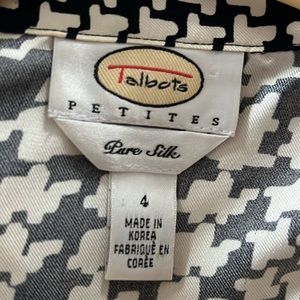 Talbots
PETITES
Pure Silk
4
MADE IN
KOREA
FABRIQUÉ EN
CORÉE